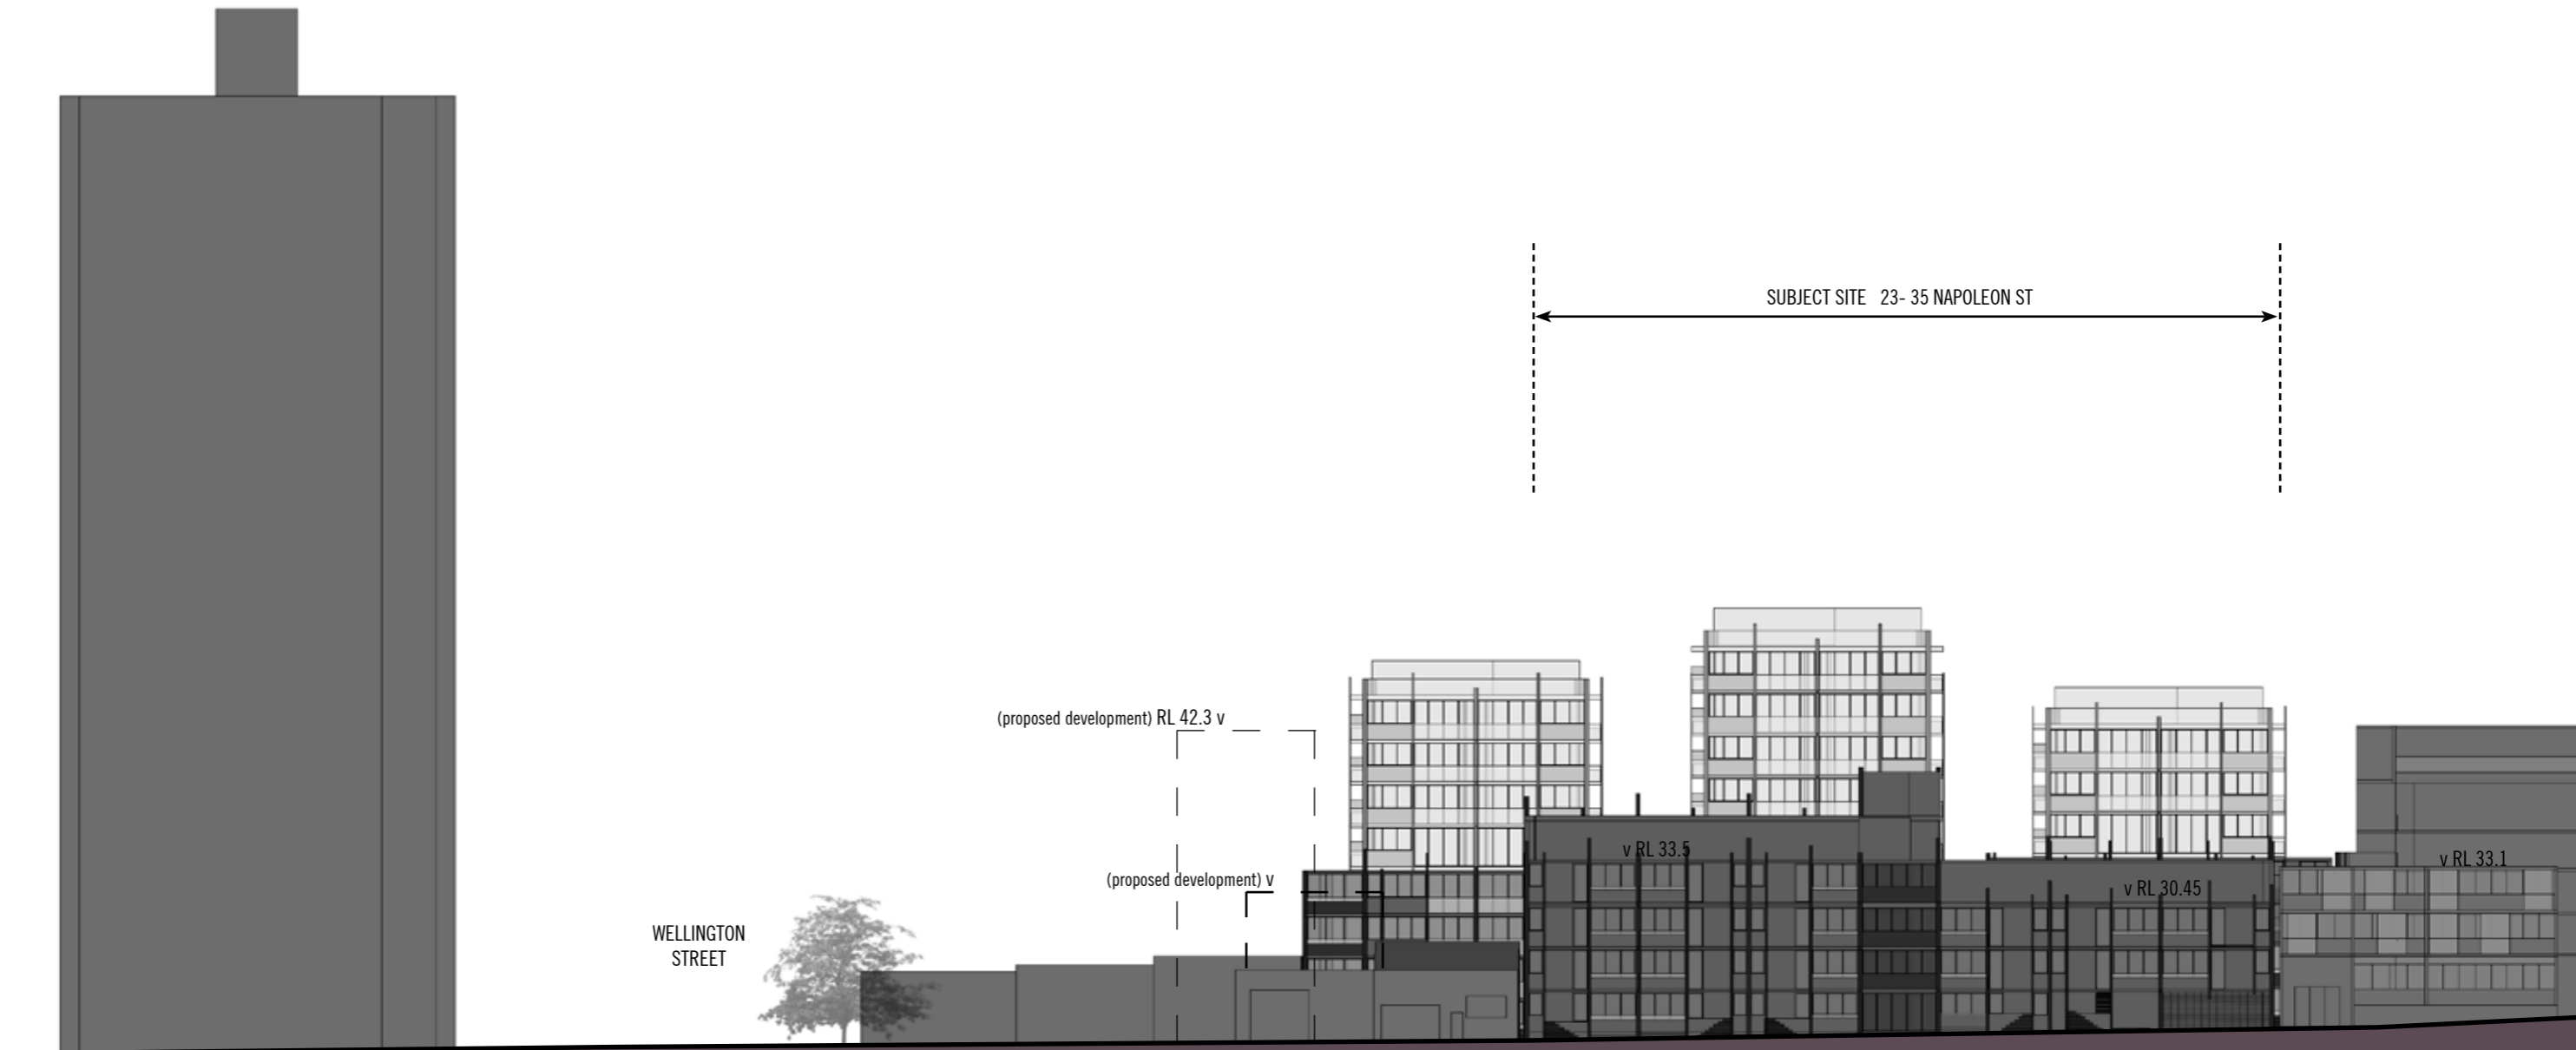 SUBJECT SITE 23- 35 NAPOLEON ST
(proposed development) RL 42.3 v
v RL 33.5
v RL 33.1
(proposed development) v
v RL 30.45
WELLINGTON
STREET